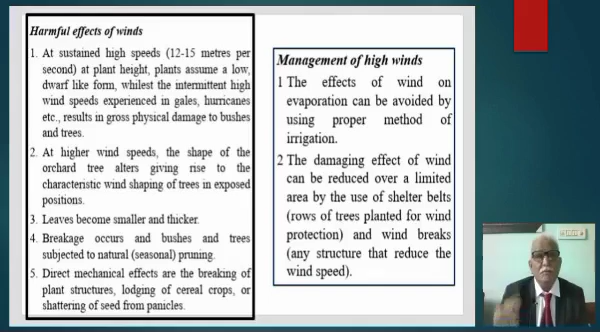 Harmful effects of winds
1. At sustained high speeds (12-15 metres per
second) at plant height, plants assume a low,
dwarf like form, whilest the intermittent high
wind speeds experienced in gales, hurricanes
etc., results in gross physical damage to bushes
and trees.
2. At higher wind speeds, the shape of the
orchard tree alters giving rise to the
characteristic wind shaping of trees in exposed
positions.
3. Leaves become smaller and thicker.
4. Breakage occurs and bushes and trees
subjected to natural (seasonal) pruning.
5. Direct mechanical effects are the breaking of
plant structures, lodging of cereal crops, or
shattering of seed from panicles.
Management of high winds
1 The effects of wind on
evaporation can be avoided by
using proper method of
irrigation.
2 The damaging effect of wind
can be reduced over a limited
area by the use of shelter belts
(rows of trees planted for wind
protection) and wind breaks
(any structure that reduce the
wind speed).